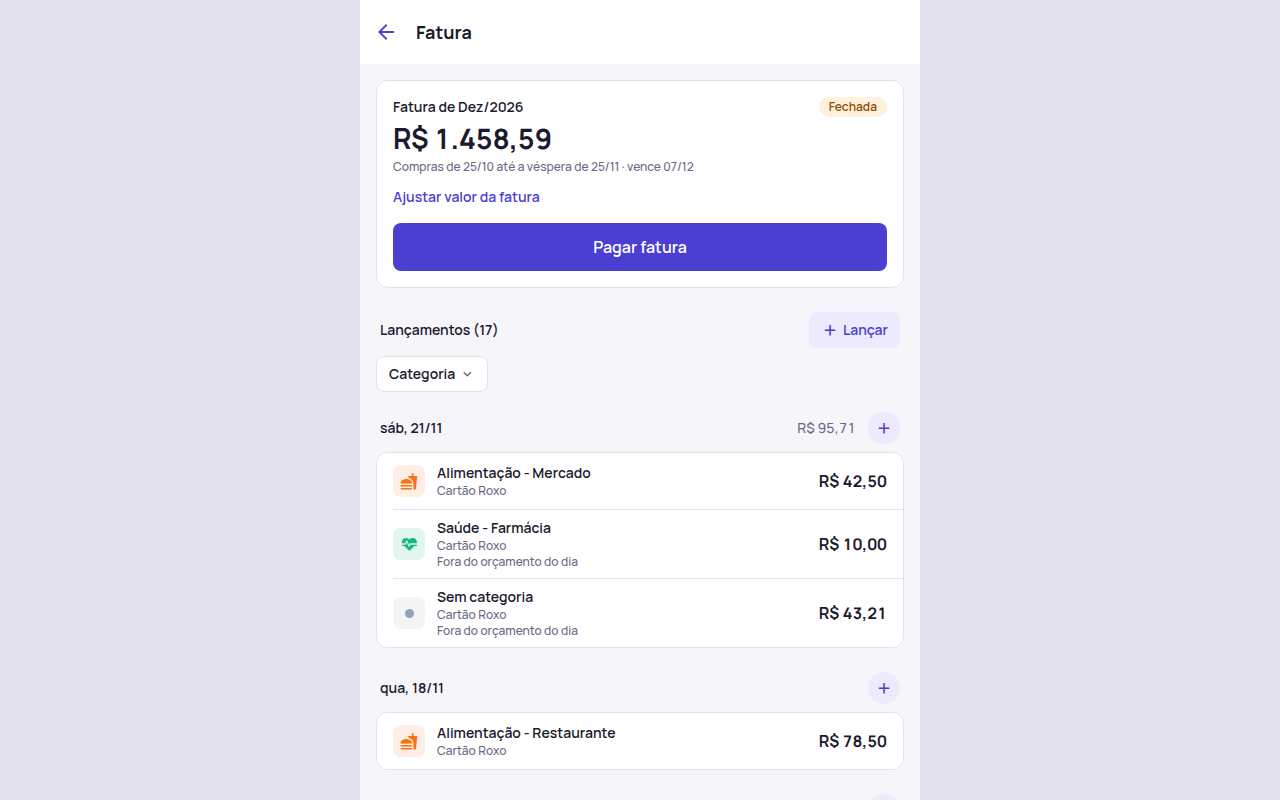 Fatura
Fatura de Dez/2026
Fechada
R$ 1.458,59
Compras de 25/10 até a véspera de 25/11 · vence 07/12
Ajustar valor da fatura
Pagar fatura
Lançamentos (17)
+ Lançar
Categoria
sáb, 21/11
R$ 95,71
+
Alimentação - Mercado
Cartão Roxo
R$ 42,50
Saúde - Farmácia
Cartão Roxo
Fora do orçamento do dia
R$ 10,00
Sem categoria
Cartão Roxo
Fora do orçamento do dia
R$ 43,21
qua, 18/11
+
Alimentação - Restaurante
Cartão Roxo
R$ 78,50